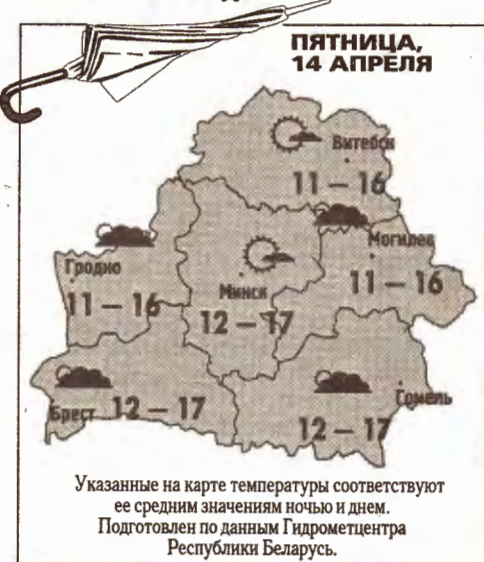 ПЯТНИЦА,
14 АПРЕЛЯ
Витебск
11 – 16
Могилев
11 – 16
Гродно
11 – 16
Минск
12 – 17
Брест 12 – 17
Гомель
12 – 17
Указанные на карте температуры соответствуют
ее средним значениям ночью и днем.
Подготовлен по данным Гидрометцентра
Республики Беларусь.